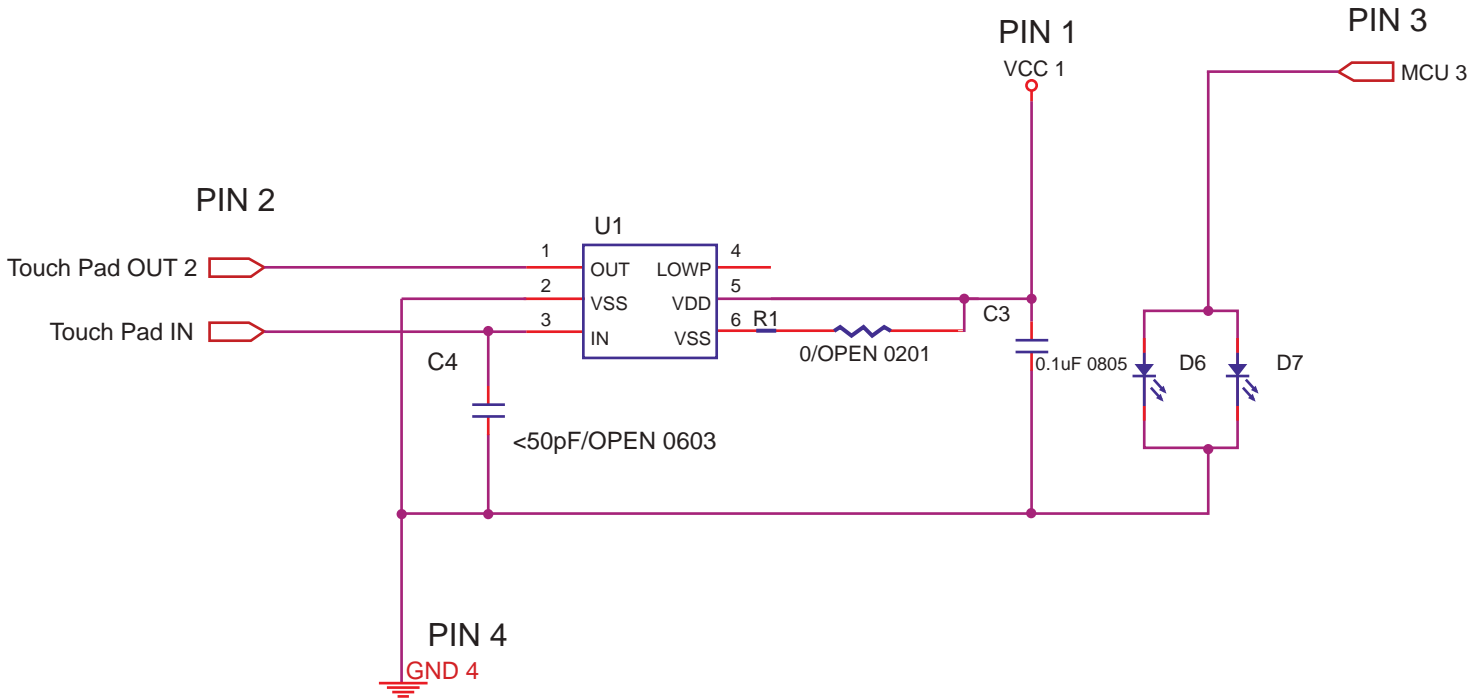 PIN 3
PIN 1
VCC 1
MCU 3
PIN 2
U1
Touch Pad OUT 2
1
OUT
LOWP
4
2
VSS
VDD
5
C3
Touch Pad IN
3
IN
VSS
6
R1
0/OPEN 0201
C4
0.1uF 0805
D6
D7
<50pF/OPEN 0603
PIN 4
GND 4